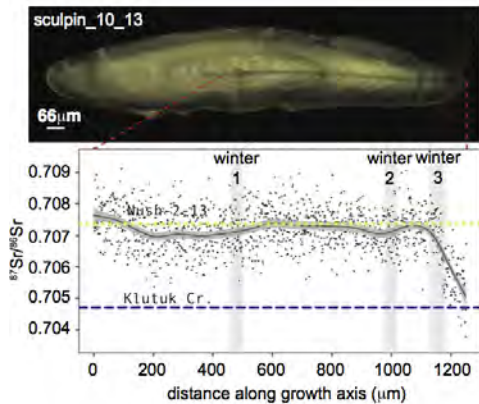 sculpin_10_13
66μm
winter winter winter
1 2 3
0.709
0.708
Nush 2-13
0.707
0.706
0.705
Klutuk Cr.
0.704
⁸⁷Sr/⁸⁶Sr
0 200 400 600 800 1000 1200
distance along growth axis (μm)